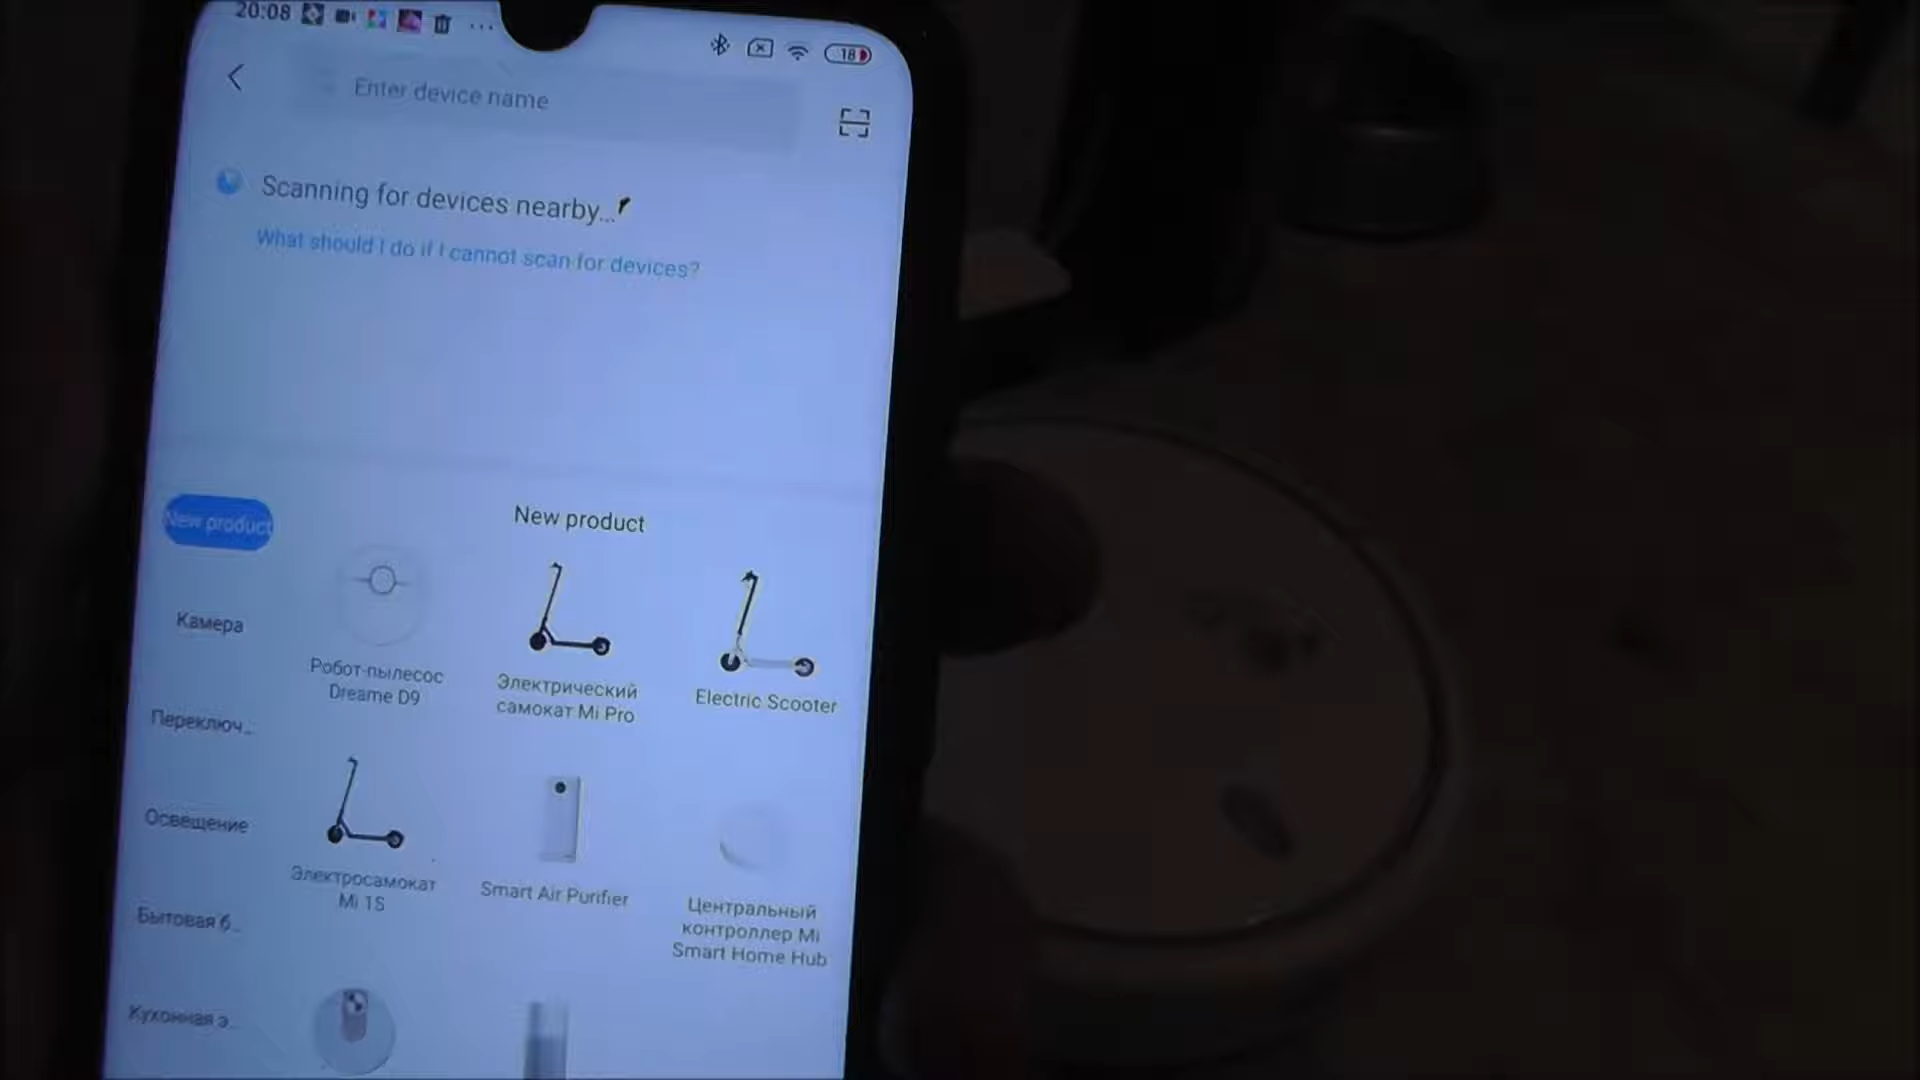 20:08
18
Enter device name
Scanning for devices nearby...
What should I do if I cannot scan for devices?
New product
New product
Камера
Переключ...
Освещение
Бытовая б...
Кухонная э...
Робот-пылесос
Dreame D9
Электрический
самокат Mi Pro
Electric Scooter
Электросамокат
Mi 1S
Smart Air Purifier
Центральный
контроллер Mi
Smart Home Hub